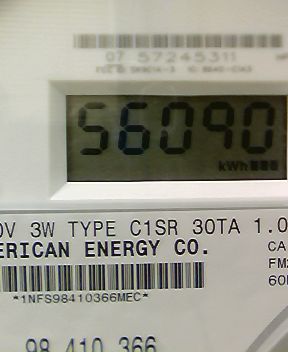 07 57245311
56090
kWh
0V 3W TYPE C1SR 30TA 1.0
ERICAN ENERGY CO.
CA
FM2
60
*1NFS98410366MEC*
98 410 366